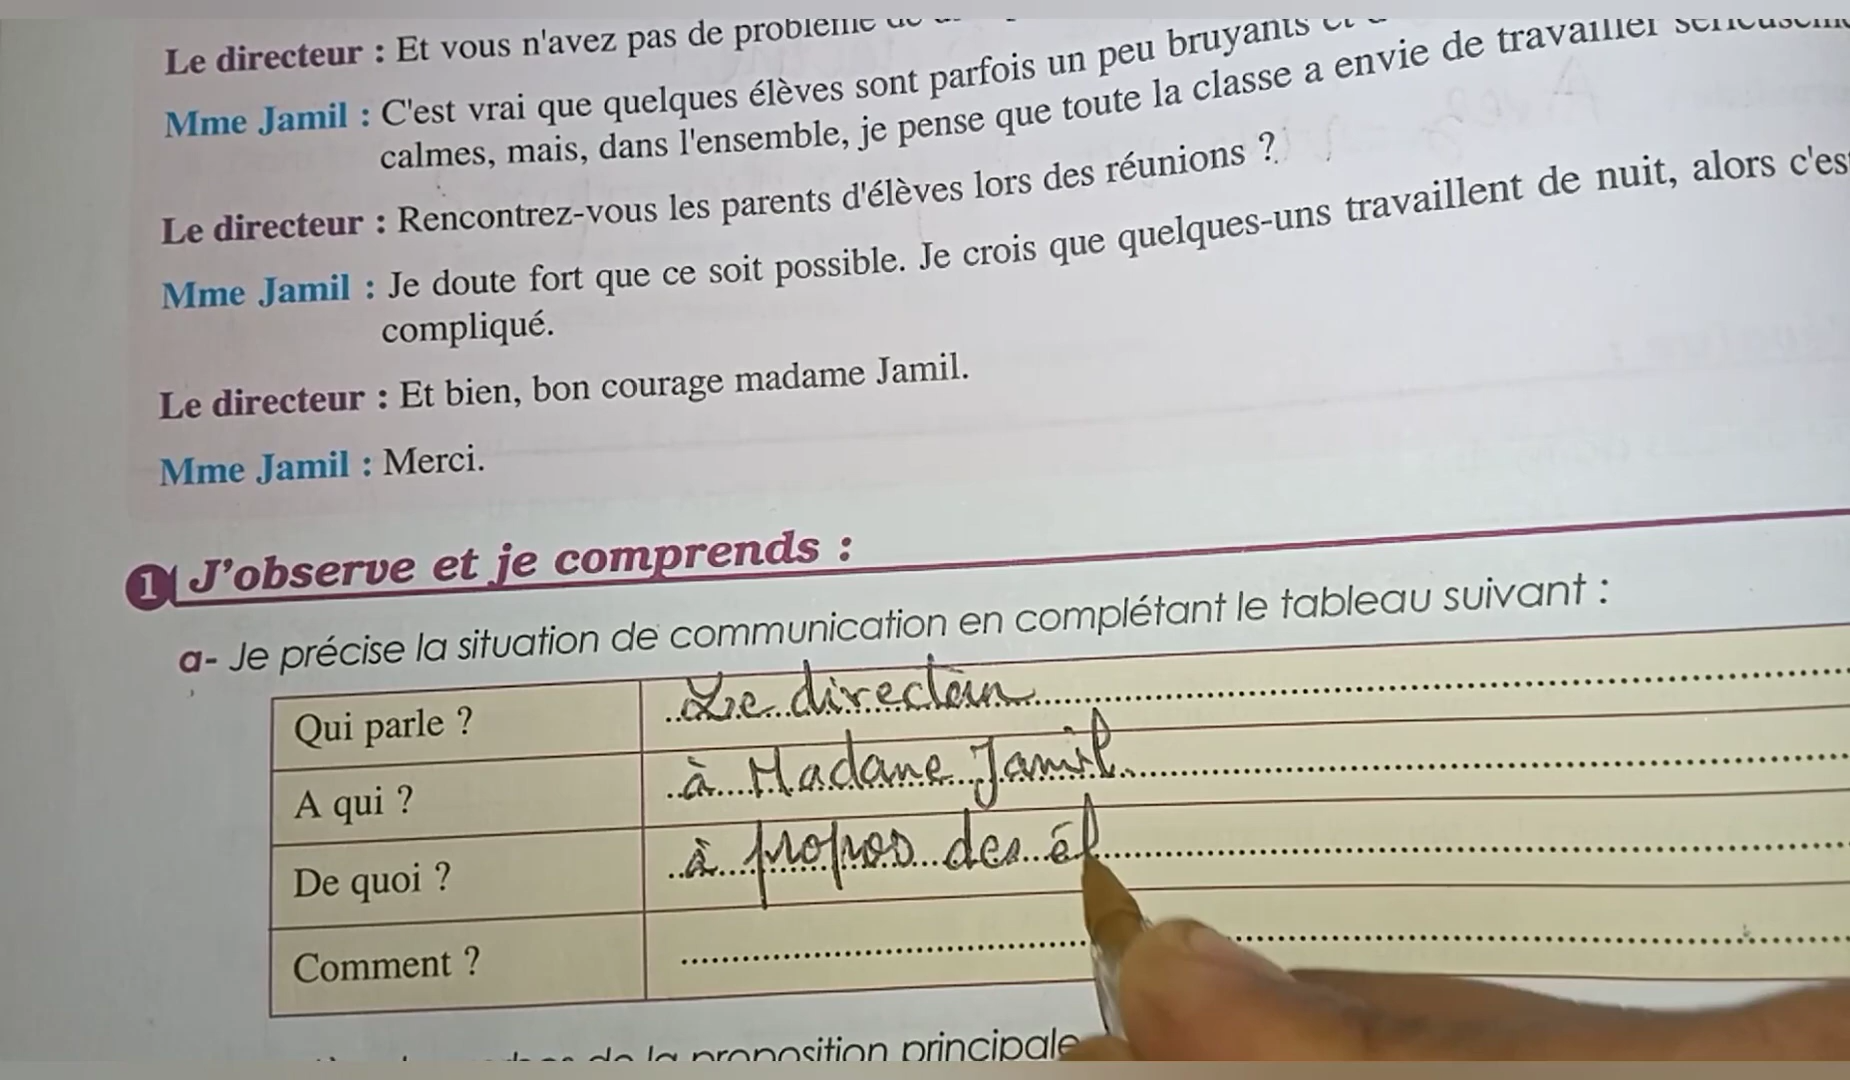 Le directeur : Et vous n'avez pas de problème de
Mme Jamil : C'est vrai que quelques élèves sont parfois un peu bruyants et
calmes, mais, dans l'ensemble, je pense que toute la classe a envie de travailler
Le directeur : Rencontrez-vous les parents d'élèves lors des réunions ?
Mme Jamil : Je doute fort que ce soit possible. Je crois que quelques-uns travaillent de nuit, alors c'es
compliqué.
Le directeur : Et bien, bon courage madame Jamil.
Mme Jamil : Merci.
1 J'observe et je comprends :
a- Je précise la situation de communication en complétant le tableau suivant :
Qui parle ? Le directeur
A qui ? à Madame Jamil
De quoi ? à propos des él
Comment ?
de la proposition principale